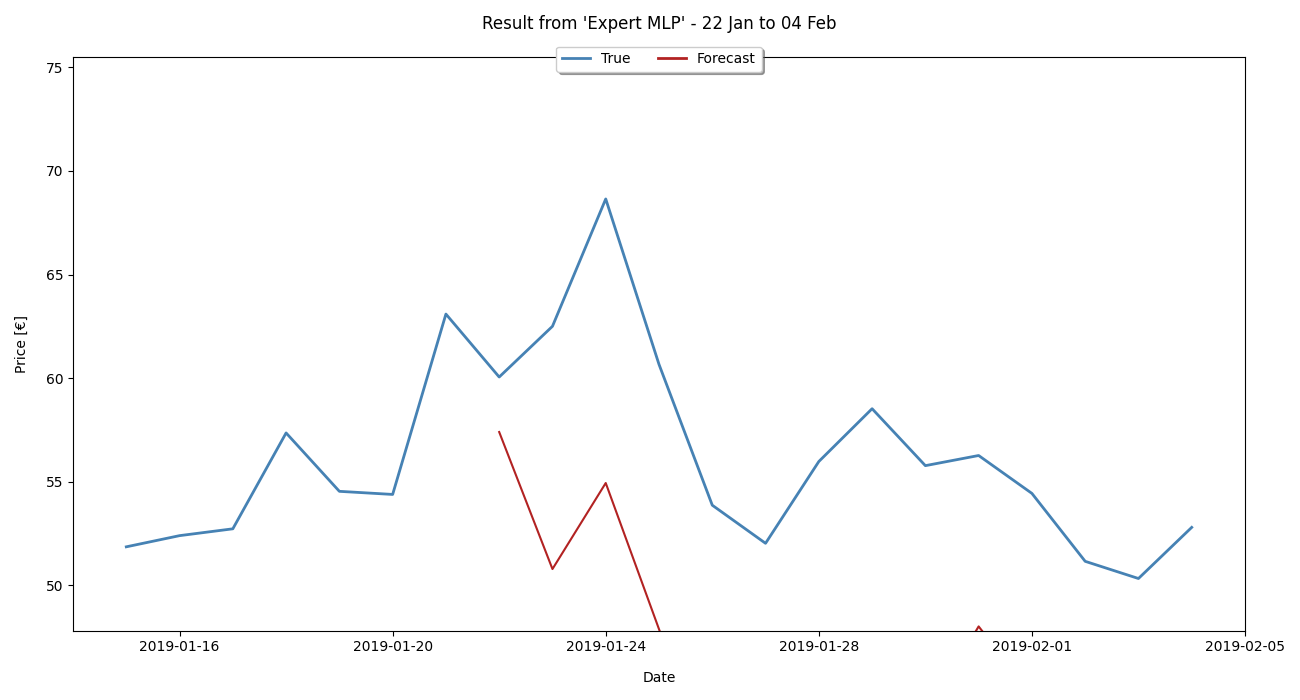 Result from 'Expert MLP' - 22 Jan to 04 Feb
True Forecast
75
70
65
60
55
50
Price [€]
2019-01-16 2019-01-20 2019-01-24 2019-01-28 2019-02-01 2019-02-05
Date